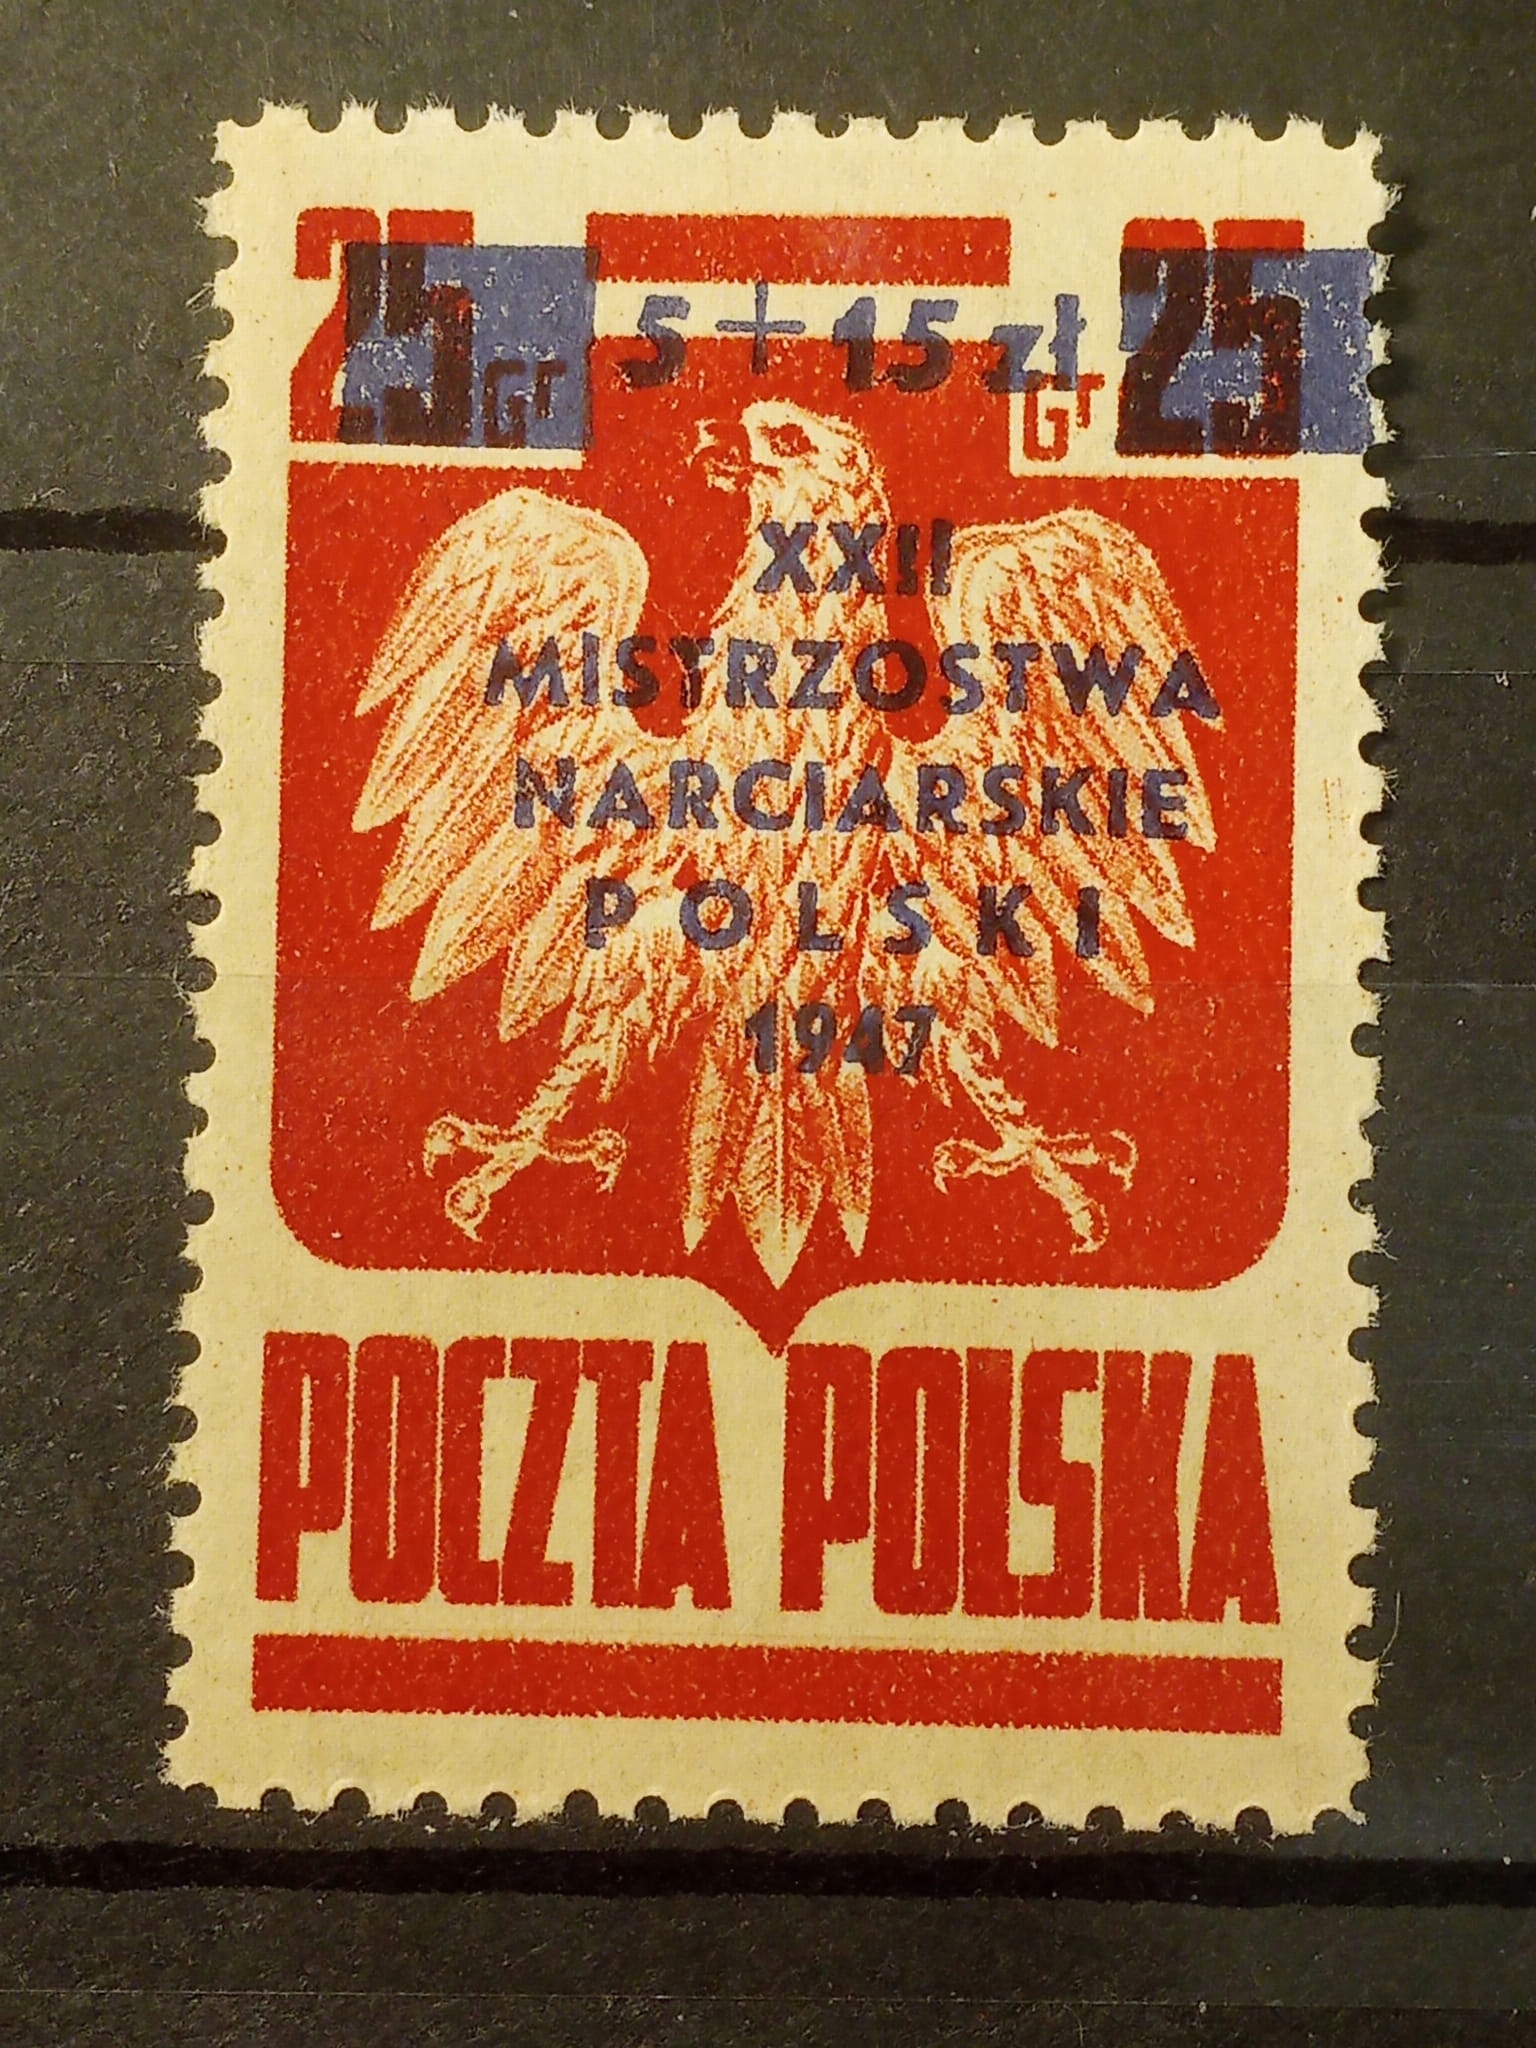 25 Gr 5+15 zł Gr 25
XXII
MISTRZOSTWA
NARCIARSKIE
POLSKI
1947
POCZTA POLSKA